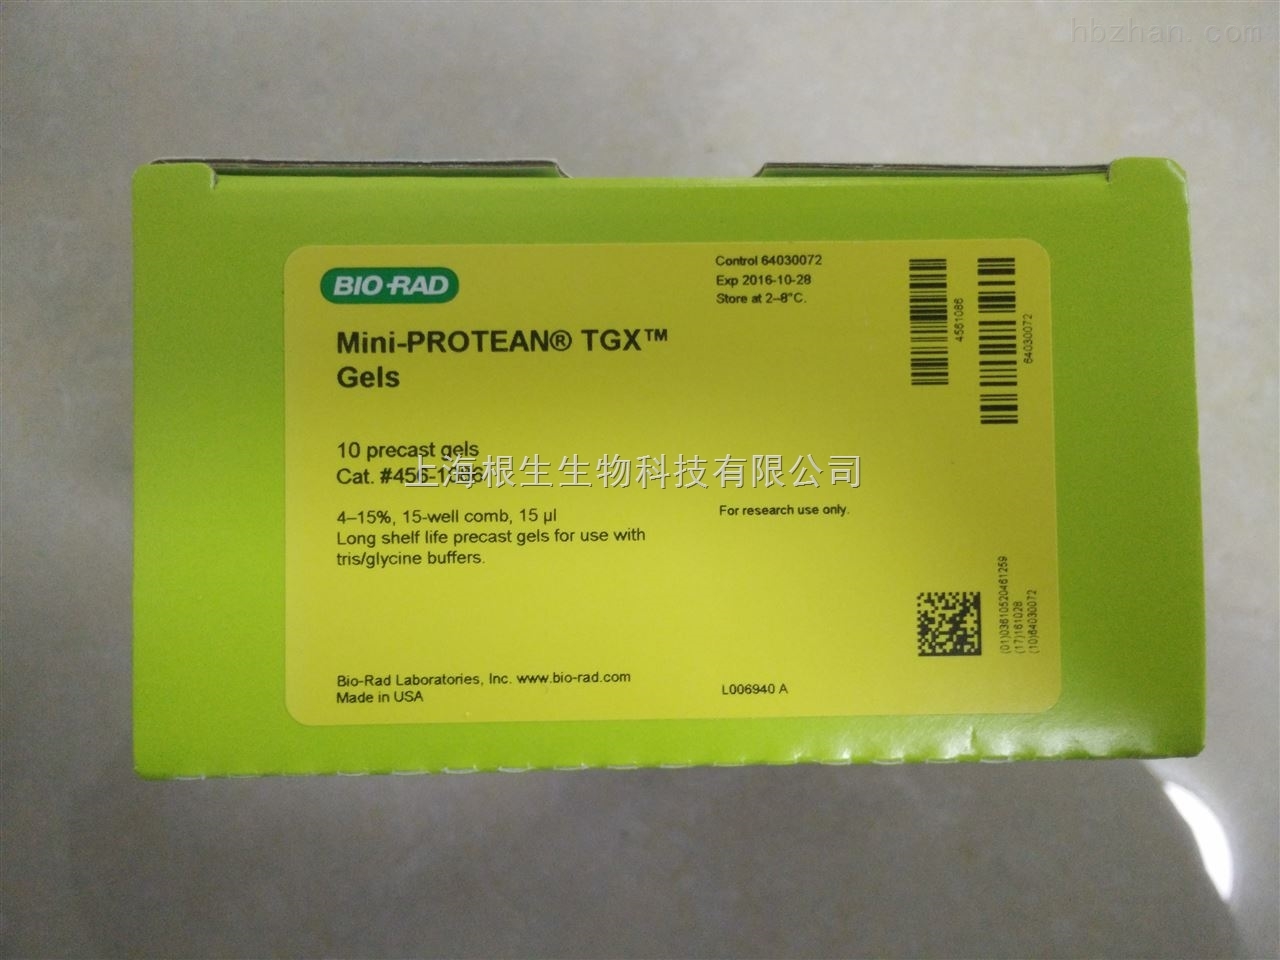 hbzhan.com
BIO-RAD
Control 64030072
Exp 2016-10-28
Store at 2–8°C.
4561086
64030072
Mini-PROTEAN® TGX™
Gels
10 precast gels
Cat. #456-1086
上海根生生物科技有限公司
4–15%, 15-well comb, 15 µl
Long shelf life precast gels for use with
tris/glycine buffers.
For research use only.
(01)03610520461259
(17)161028
(10)64030072
Bio-Rad Laboratories, Inc. www.bio-rad.com
Made in USA
L006940 A